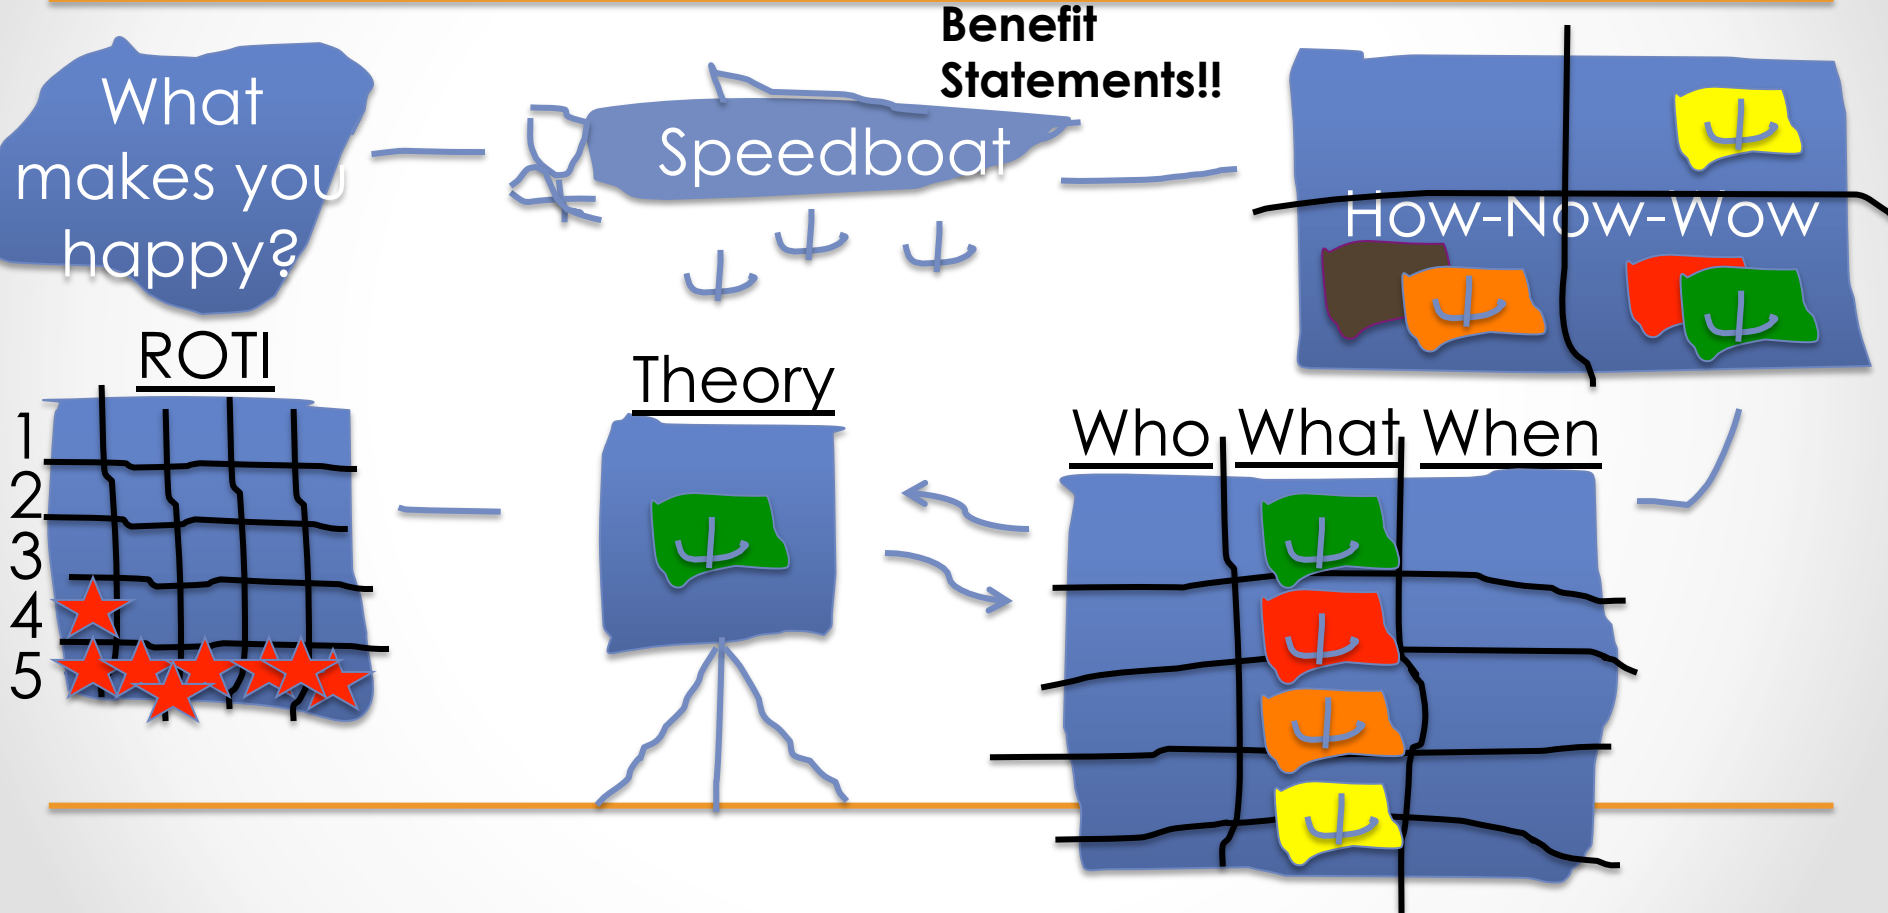 What
makes you
happy?
Speedboat
Benefit
Statements!!
How-Now-Wow
ROTI
1
2
3
4
5
Theory
Who What When